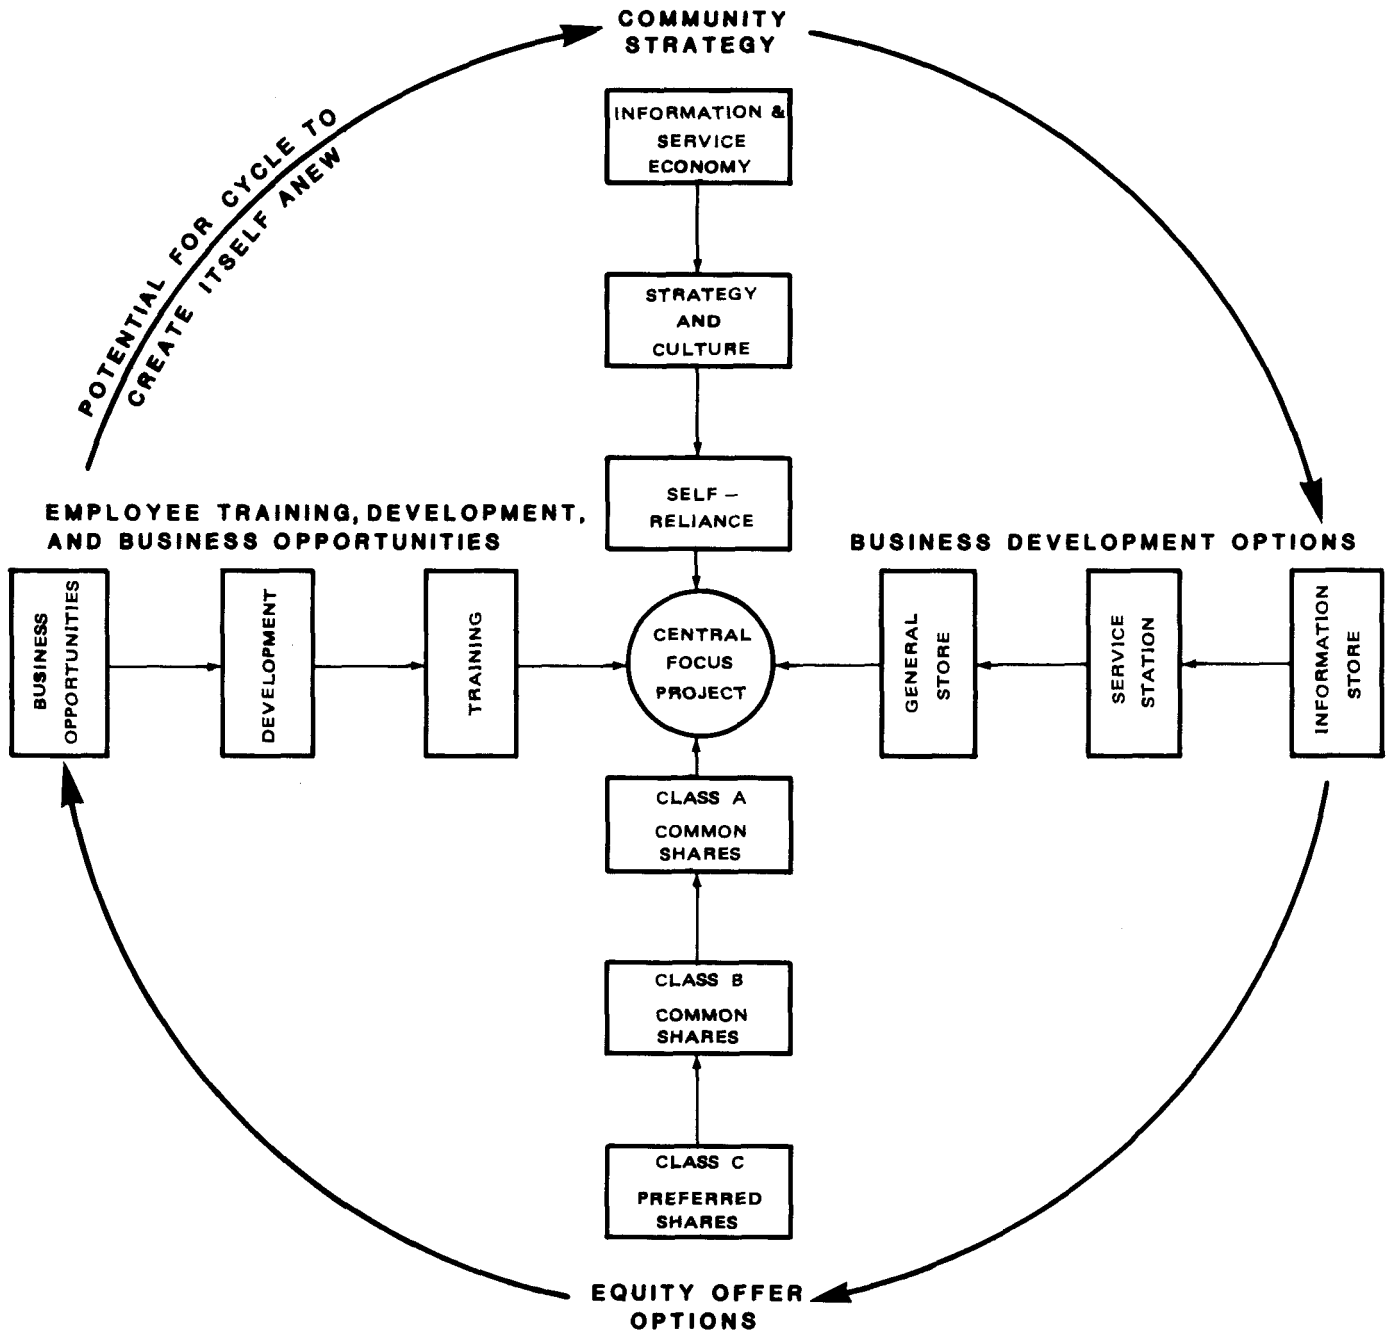 COMMUNITY
STRATEGY
INFORMATION &
SERVICE
ECONOMY
POTENTIAL FOR CYCLE TO
CREATE ITSELF ANEW
STRATEGY
AND
CULTURE
SELF –
RELIANCE
EMPLOYEE TRAINING, DEVELOPMENT,
AND BUSINESS OPPORTUNITIES
BUSINESS DEVELOPMENT OPTIONS
BUSINESS
OPPORTUNITIES
DEVELOPMENT
TRAINING
CENTRAL
FOCUS
PROJECT
GENERAL
STORE
SERVICE
STATION
INFORMATION
STORE
CLASS A
COMMON
SHARES
CLASS B
COMMON
SHARES
CLASS C
PREFERRED
SHARES
EQUITY OFFER
OPTIONS